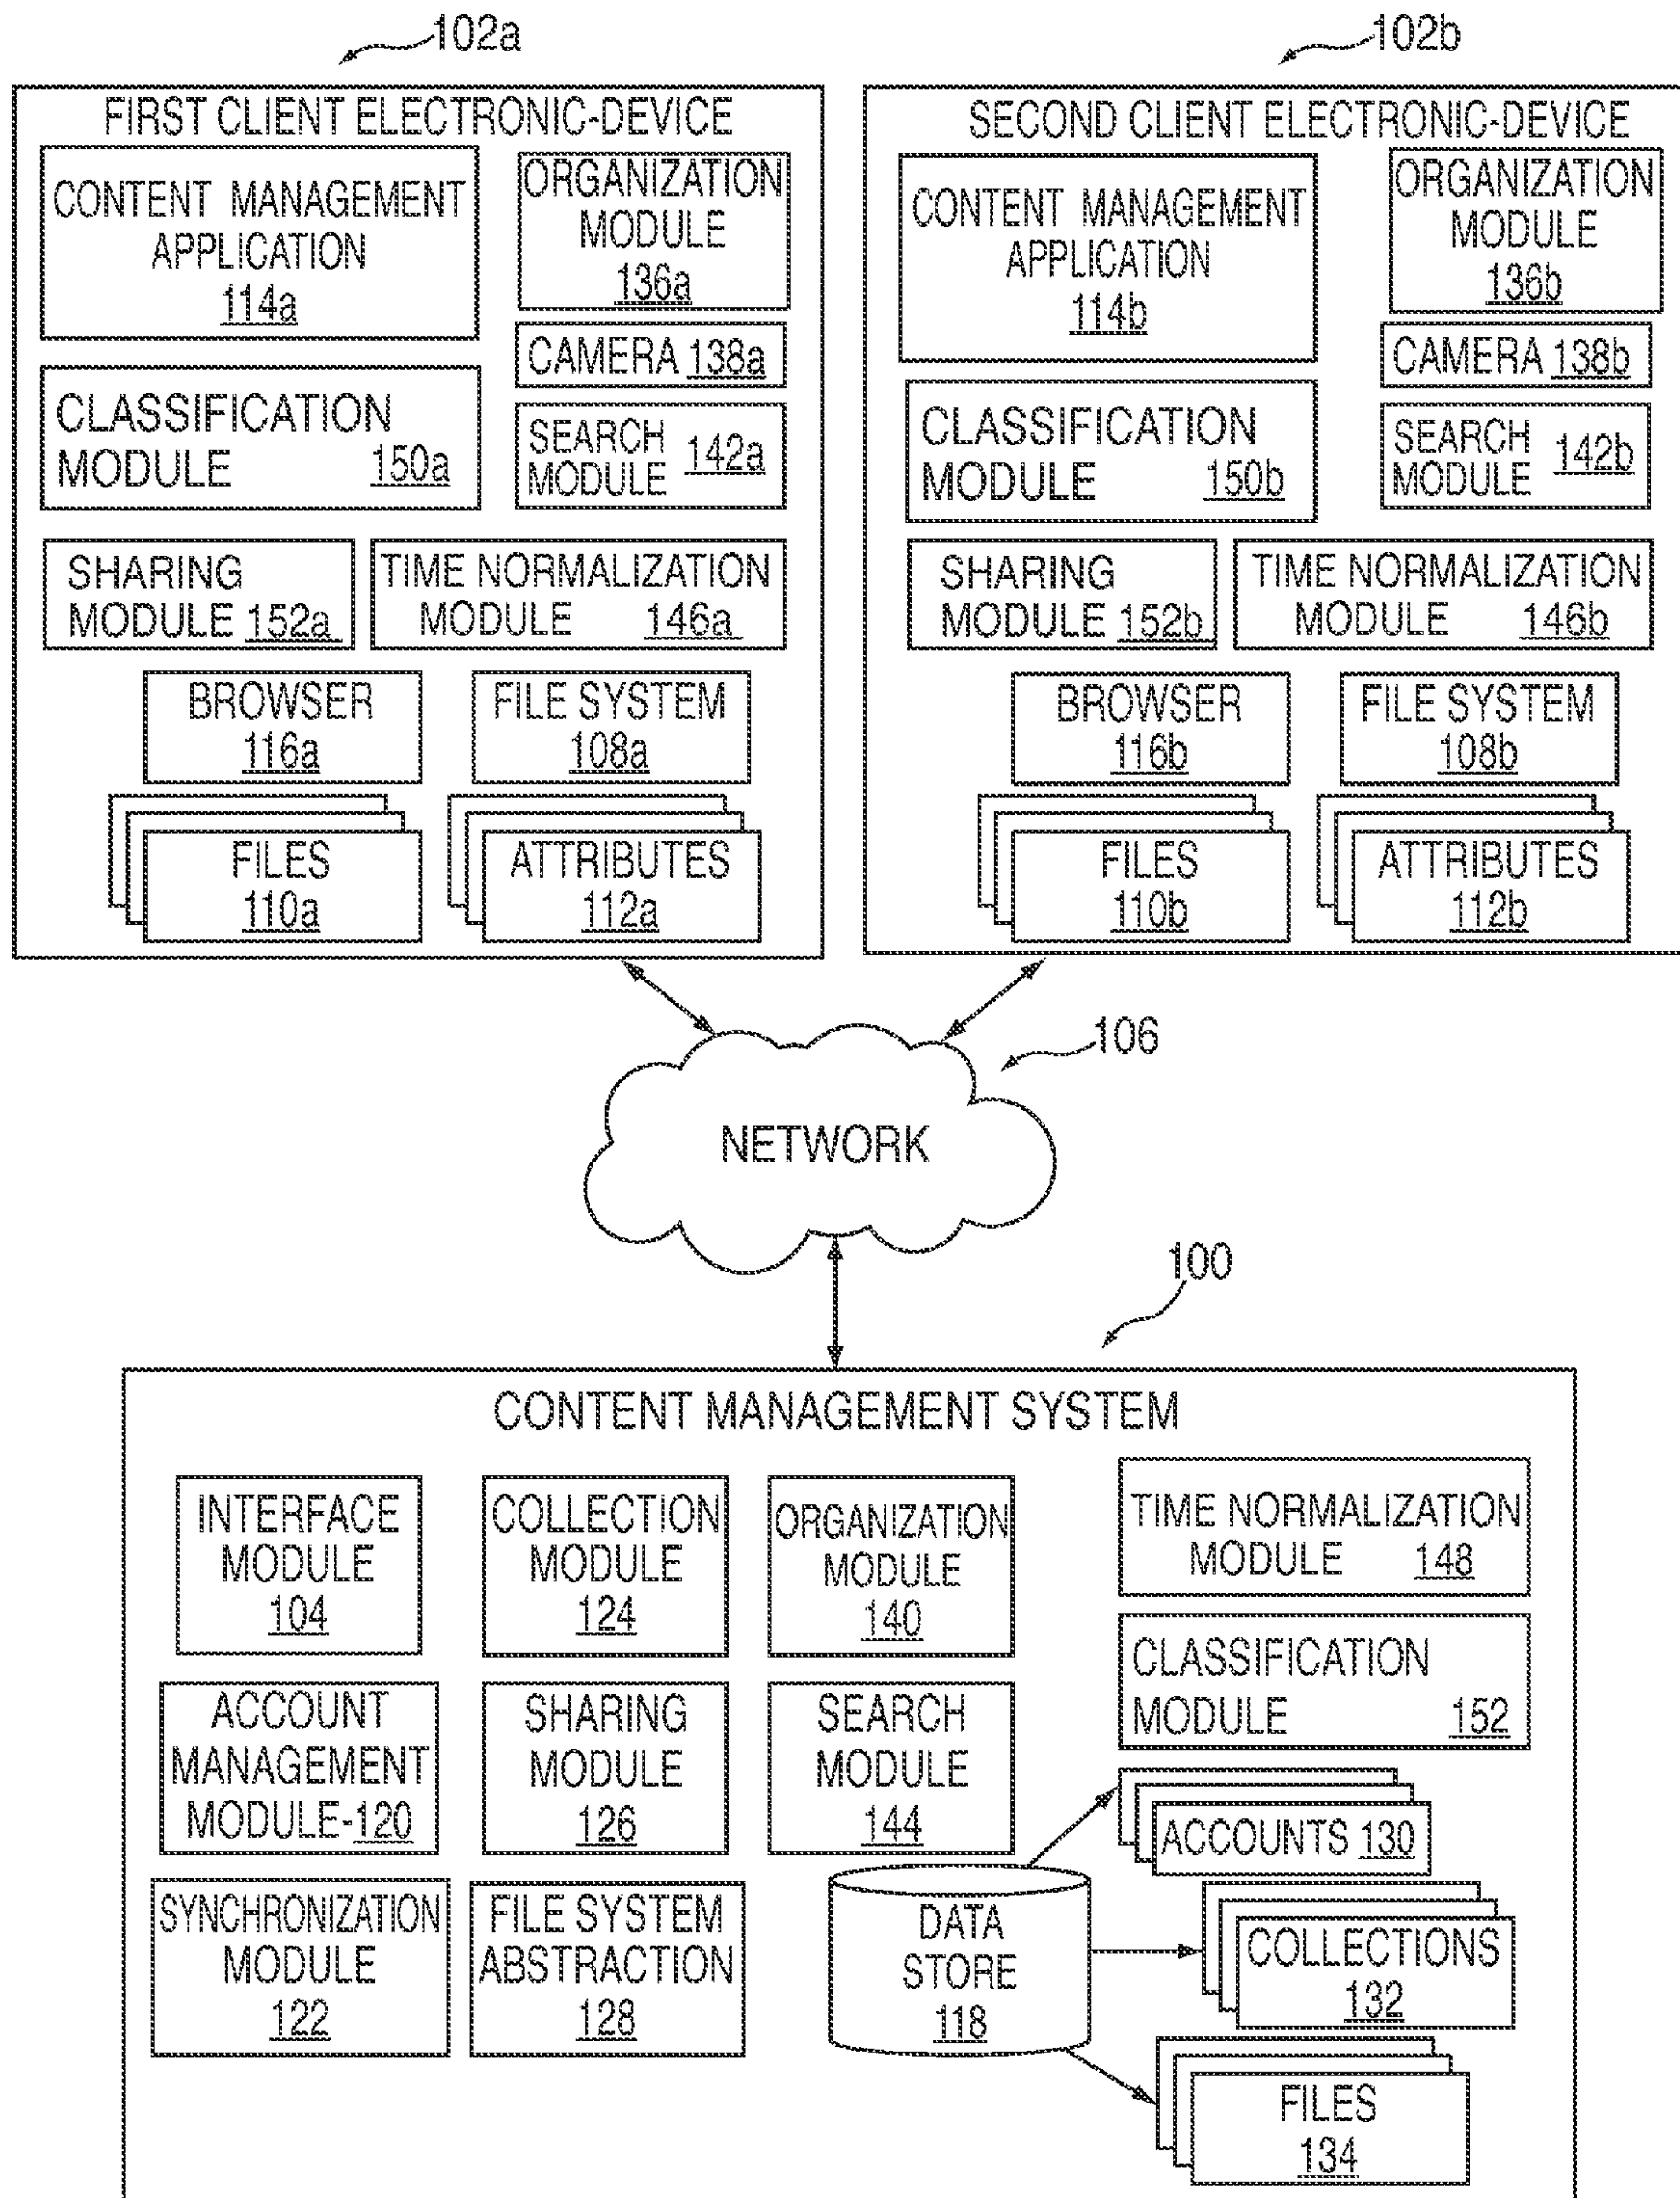 102a
102b
FIRST CLIENT ELECTRONIC-DEVICE
CONTENT MANAGEMENT
APPLICATION
114a
ORGANIZATION
MODULE
136a
CAMERA 138a
CLASSIFICATION
MODULE 150a
SEARCH
MODULE 142a
SHARING
MODULE 152a
TIME NORMALIZATION
MODULE 146a
BROWSER
116a
FILE SYSTEM
108a
FILES
110a
ATTRIBUTES
112a
SECOND CLIENT ELECTRONIC-DEVICE
CONTENT MANAGEMENT
APPLICATION
114b
ORGANIZATION
MODULE
136b
CAMERA 138b
CLASSIFICATION
MODULE 150b
SEARCH
MODULE 142b
SHARING
MODULE 152b
TIME NORMALIZATION
MODULE 146b
BROWSER
116b
FILE SYSTEM
108b
FILES
110b
ATTRIBUTES
112b
106
NETWORK
100
CONTENT MANAGEMENT SYSTEM
INTERFACE
MODULE
104
COLLECTION
MODULE
124
ORGANIZATION
MODULE
140
TIME NORMALIZATION
MODULE 148
ACCOUNT
MANAGEMENT
MODULE-120
SHARING
MODULE
126
SEARCH
MODULE
144
CLASSIFICATION
MODULE 152
SYNCHRONIZATION
MODULE
122
FILE SYSTEM
ABSTRACTION
128
DATA
STORE
118
ACCOUNTS 130
COLLECTIONS
132
FILES
134